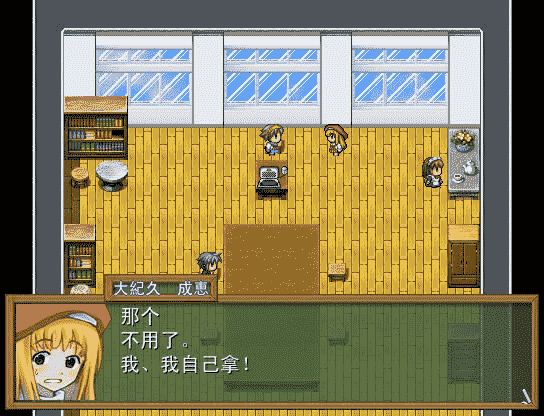 大紀久　成恵
那个
不用了。
我、我自己拿！